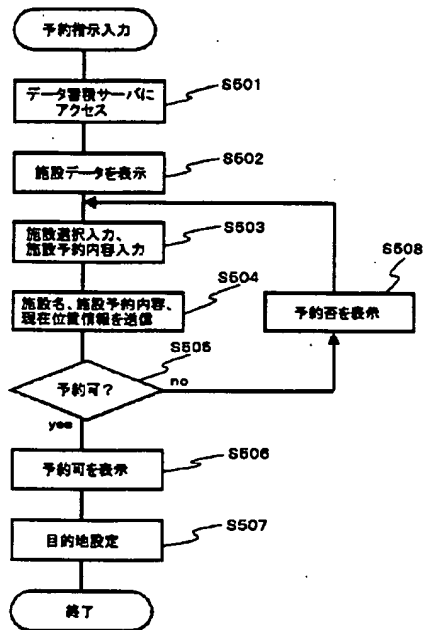 予約指示入力
データ蓄積サーバに
アクセス
S501
施設データを表示
S502
施設選択入力、
施設予約内容入力
S503
施設名、施設予約内容、
現在位置情報を送信
S504
予約可?
S505
no
予約否を表示
S508
yes
予約可を表示
S506
目的地設定
S507
終了